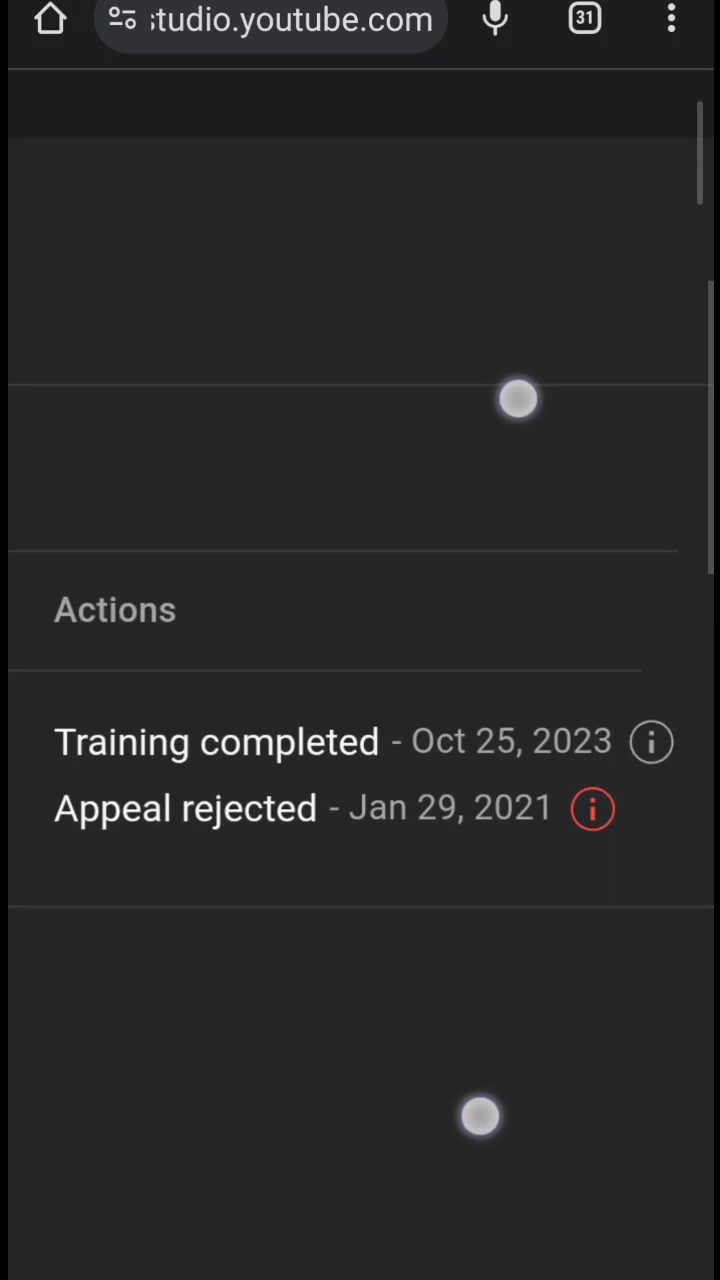 studio.youtube.com
31
Actions
Training completed - Oct 25, 2023
Appeal rejected - Jan 29, 2021